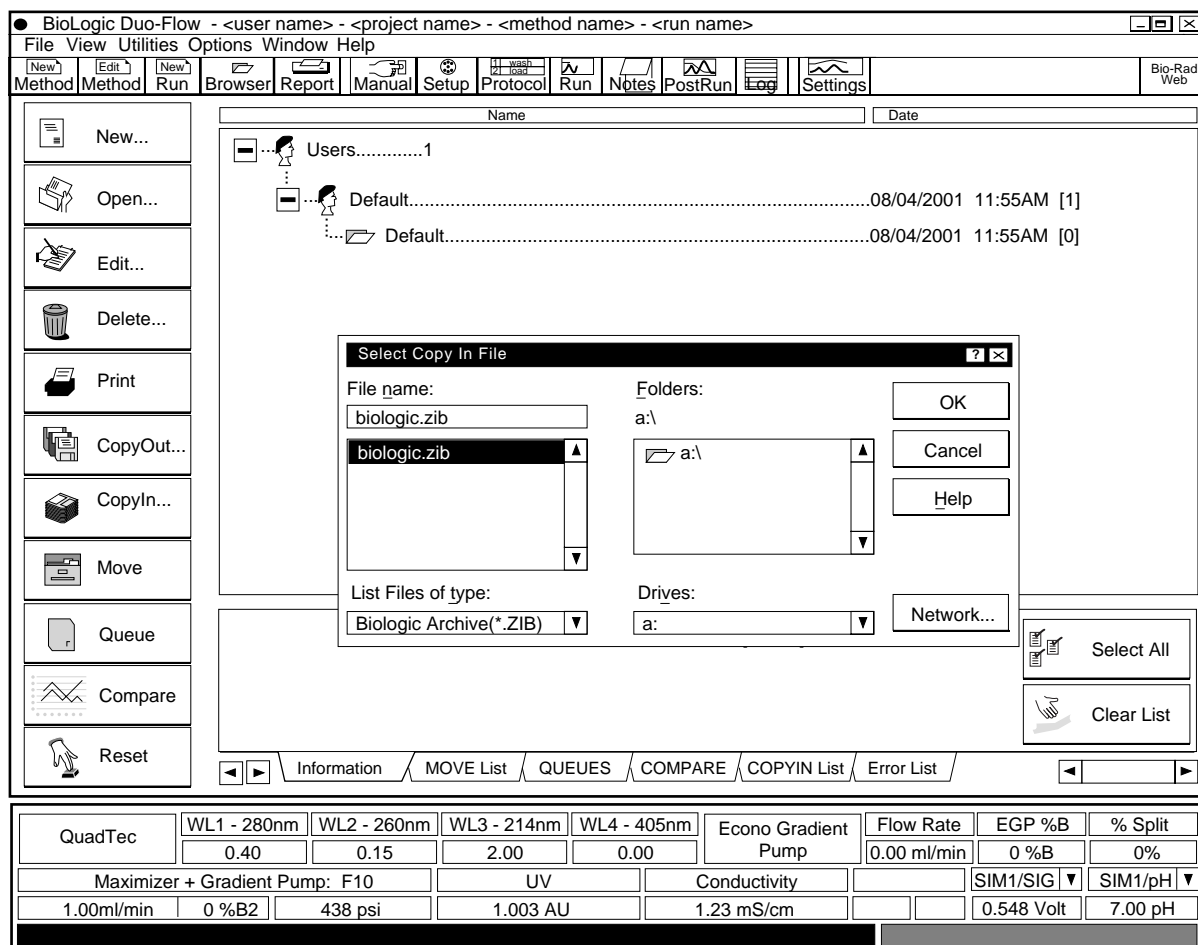 BioLogic Duo-Flow - <user name> - <project name> - <method name> - <run name>
File View Utilities Options Window Help
New Edit New 1 wash
2 load
Method Method Run Browser Report Manual Setup Protocol Run Notes PostRun Log Settings
Bio-Rad
Web
Name Date
New...
Open...
Edit...
Delete...
Print
CopyOut...
CopyIn...
Move
Queue
Compare
Reset
Users.............1
Default...........................................................................................08/04/2001 11:55AM [1]
Default....................................................................................08/04/2001 11:55AM [0]
Select Copy In File
File name:
biologic.zib
biologic.zib
List Files of type:
Biologic Archive(*.ZIB)
Folders:
a:\
a:\
Drives:
a:
OK
Cancel
Help
Network...
Select All
Clear List
Information MOVE List QUEUES COMPARE COPYIN List Error List
QuadTec WL1 - 280nm WL2 - 260nm WL3 - 214nm WL4 - 405nm Econo Gradient Pump Flow Rate EGP %B % Split
0.40 0.15 2.00 0.00 0.00 ml/min 0 %B 0%
Maximizer + Gradient Pump: F10 UV Conductivity SIM1/SIG SIM1/pH
1.00ml/min 0 %B2 438 psi 1.003 AU 1.23 mS/cm 0.548 Volt 7.00 pH